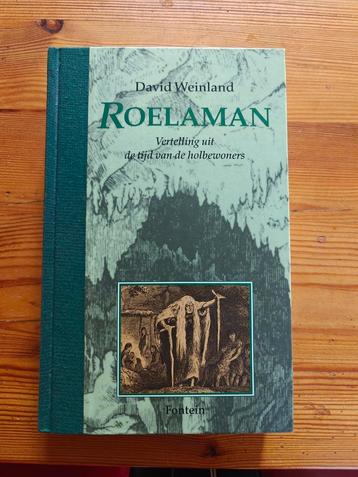 David Weinland
ROELAMAN
Vertelling uit
de tijd van de holbewoners
Fontein